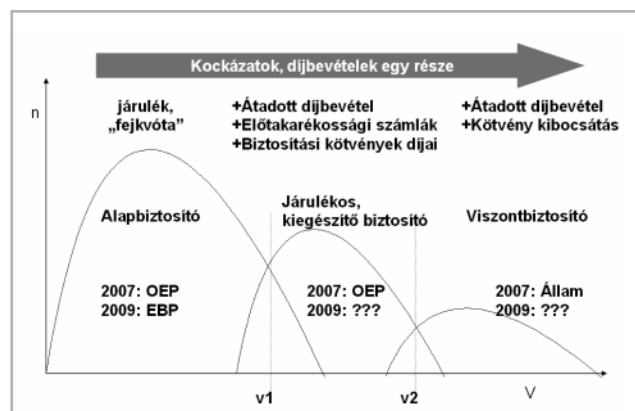 Kockázatok, díjbevételek egy része
n
járulék,
„fejkvóta”
+Átadott díjbevétel
+Előtakarékossági számlák
+Biztosítási kötvények díjai
+Átadott díjbevétel
+Kötvény kibocsátás
Alapbiztosító
Járulékos,
kiegészítő biztosító
Viszontbiztosító
2007: OEP
2009: EBP
2007: OEP
2009: ???
2007: Állam
2009: ???
v1
v2
V